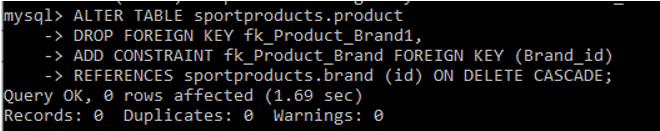 mysql> ALTER TABLE sportproducts.product
    -> DROP FOREIGN KEY fk_Product_Brand1,
    -> ADD CONSTRAINT fk_Product_Brand FOREIGN KEY (Brand_id)
    -> REFERENCES sportproducts.brand (id) ON DELETE CASCADE;
Query OK, 0 rows affected (1.69 sec)
Records: 0  Duplicates: 0  Warnings: 0